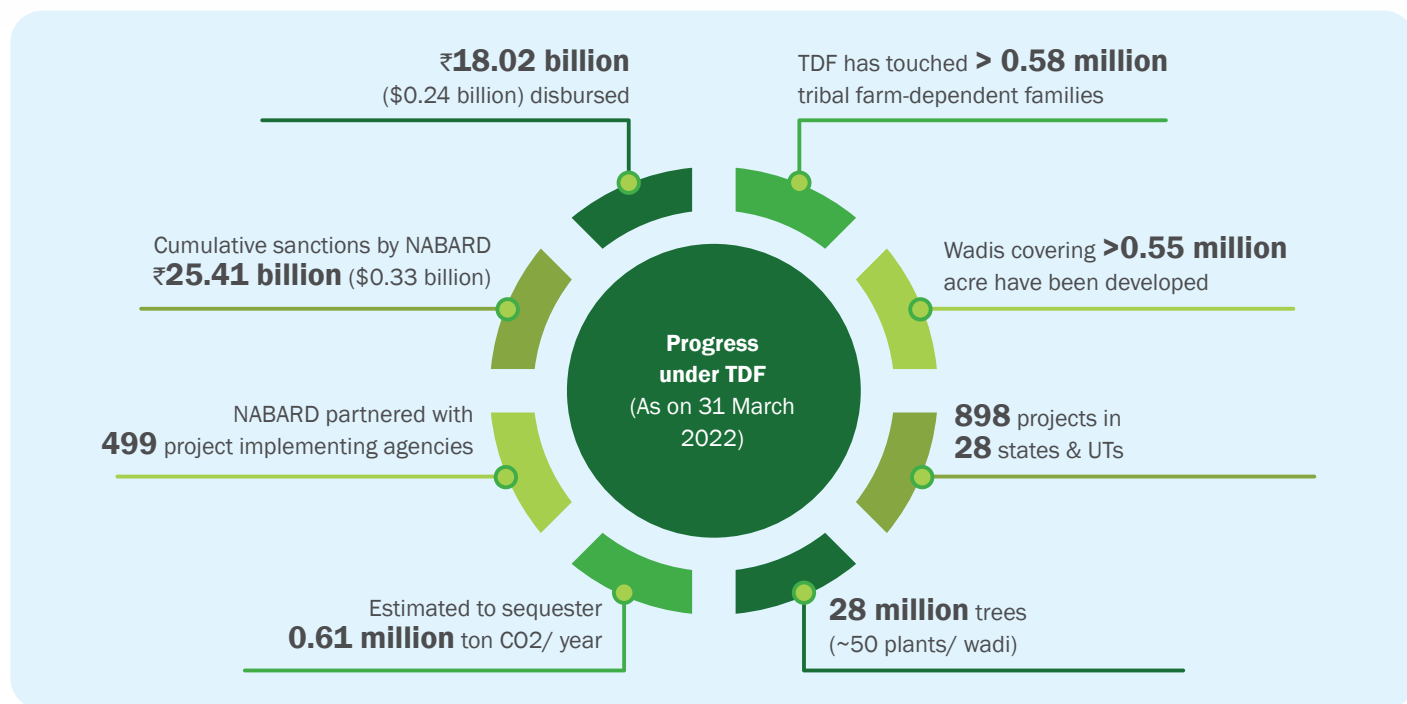 ₹18.02 billion
($0.24 billion) disbursed
TDF has touched > 0.58 million
tribal farm-dependent families
Cumulative sanctions by NABARD
₹25.41 billion ($0.33 billion)
Wadis covering >0.55 million
acre have been developed
Progress
under TDF
(As on 31 March
2022)
NABARD partnered with
499 project implementing agencies
898 projects in
28 states & UTs
Estimated to sequester
0.61 million ton CO2/ year
28 million trees
(~50 plants/ wadi)